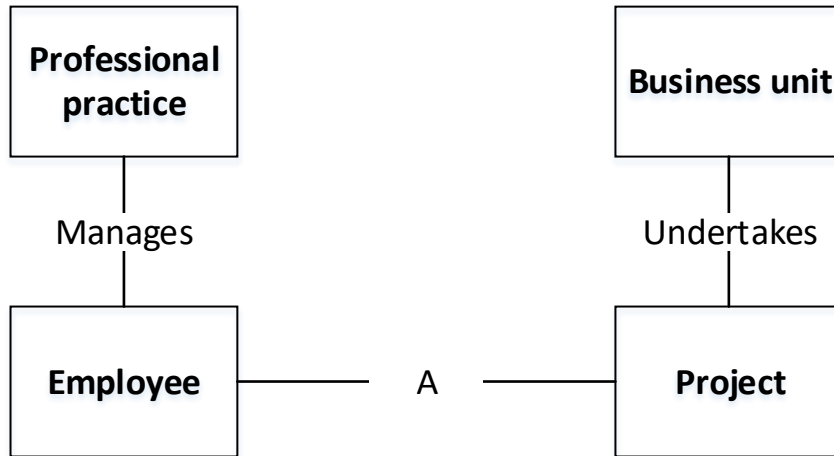 Professional
practice
Business unit
Manages
Undertakes
Employee
A
Project